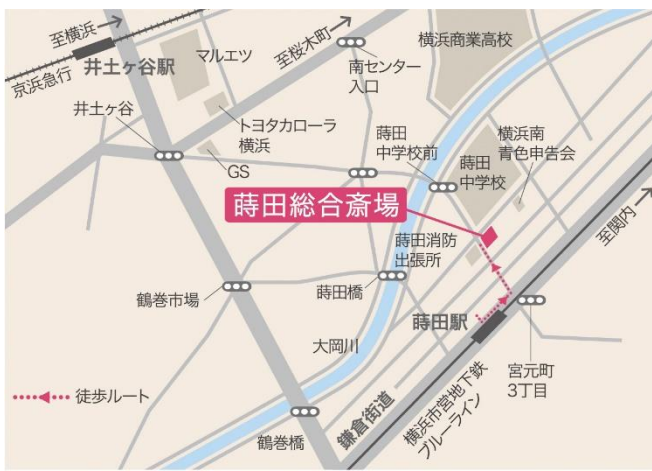 至横浜
京浜急行
井土ヶ谷駅
マルエツ
至桜木町
南センター
入口
横浜商業高校
井土ヶ谷
トヨタカローラ
横浜
GS
蒔田
中学校前
蒔田
中学校
横浜南
青色申告会
蒔田総合斎場
至関内
蒔田消防
出張所
鶴巻市場
蒔田橋
大岡川
蒔田駅
宮元町
3丁目
徒歩ルート
鶴巻橋
鎌倉街道
横浜市営地下鉄
ブルーライン